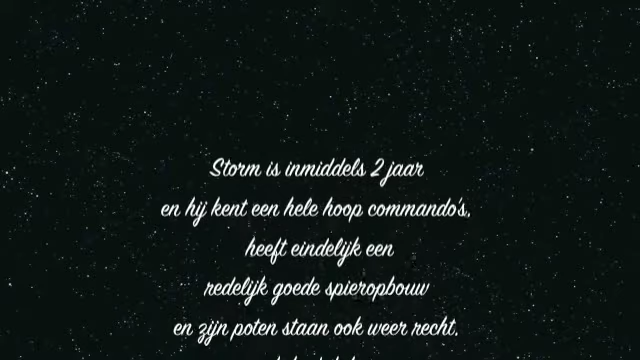 Storm is inmiddels 2 jaar
en hij kent een hele hoop commando's,
heeft eindelijk een
redelijk goede spieropbouw
en zijn poten staan ook weer recht.